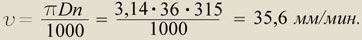 v = πDn/1000 = 3,14·36·315/1000 = 35,6 мм/мин.